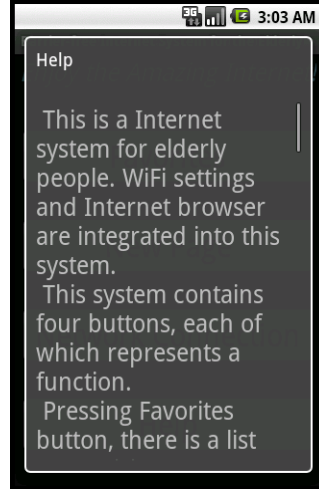 3G 3:03 AM
Help
This is a Internet
system for elderly
people. WiFi settings
and Internet browser
are integrated into this
system.
This system contains
four buttons, each of
which represents a
function.
Pressing Favorites
button, there is a list